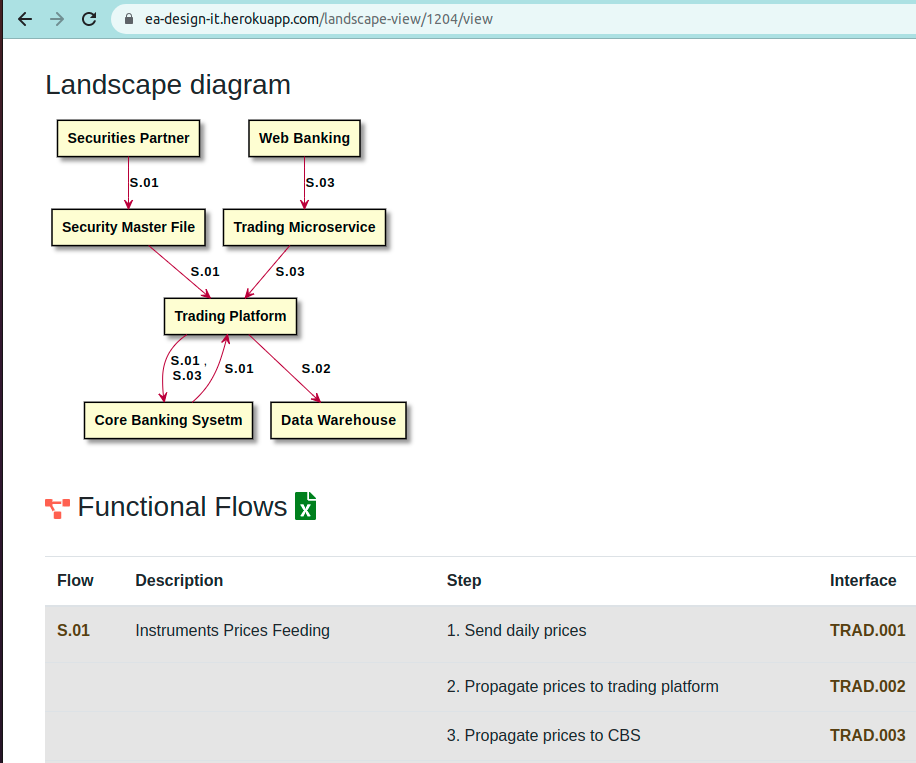 ea-design-it.herokuapp.com/landscape-view/1204/view
Landscape diagram
Securities Partner
Web Banking
S.01
S.03
Security Master File
Trading Microservice
S.01
S.03
Trading Platform
S.01 ,
S.03
S.01
S.02
Core Banking Sysetm
Data Warehouse
Functional Flows
Flow Description Step Interface
S.01 Instruments Prices Feeding 1. Send daily prices TRAD.001
2. Propagate prices to trading platform TRAD.002
3. Propagate prices to CBS TRAD.003